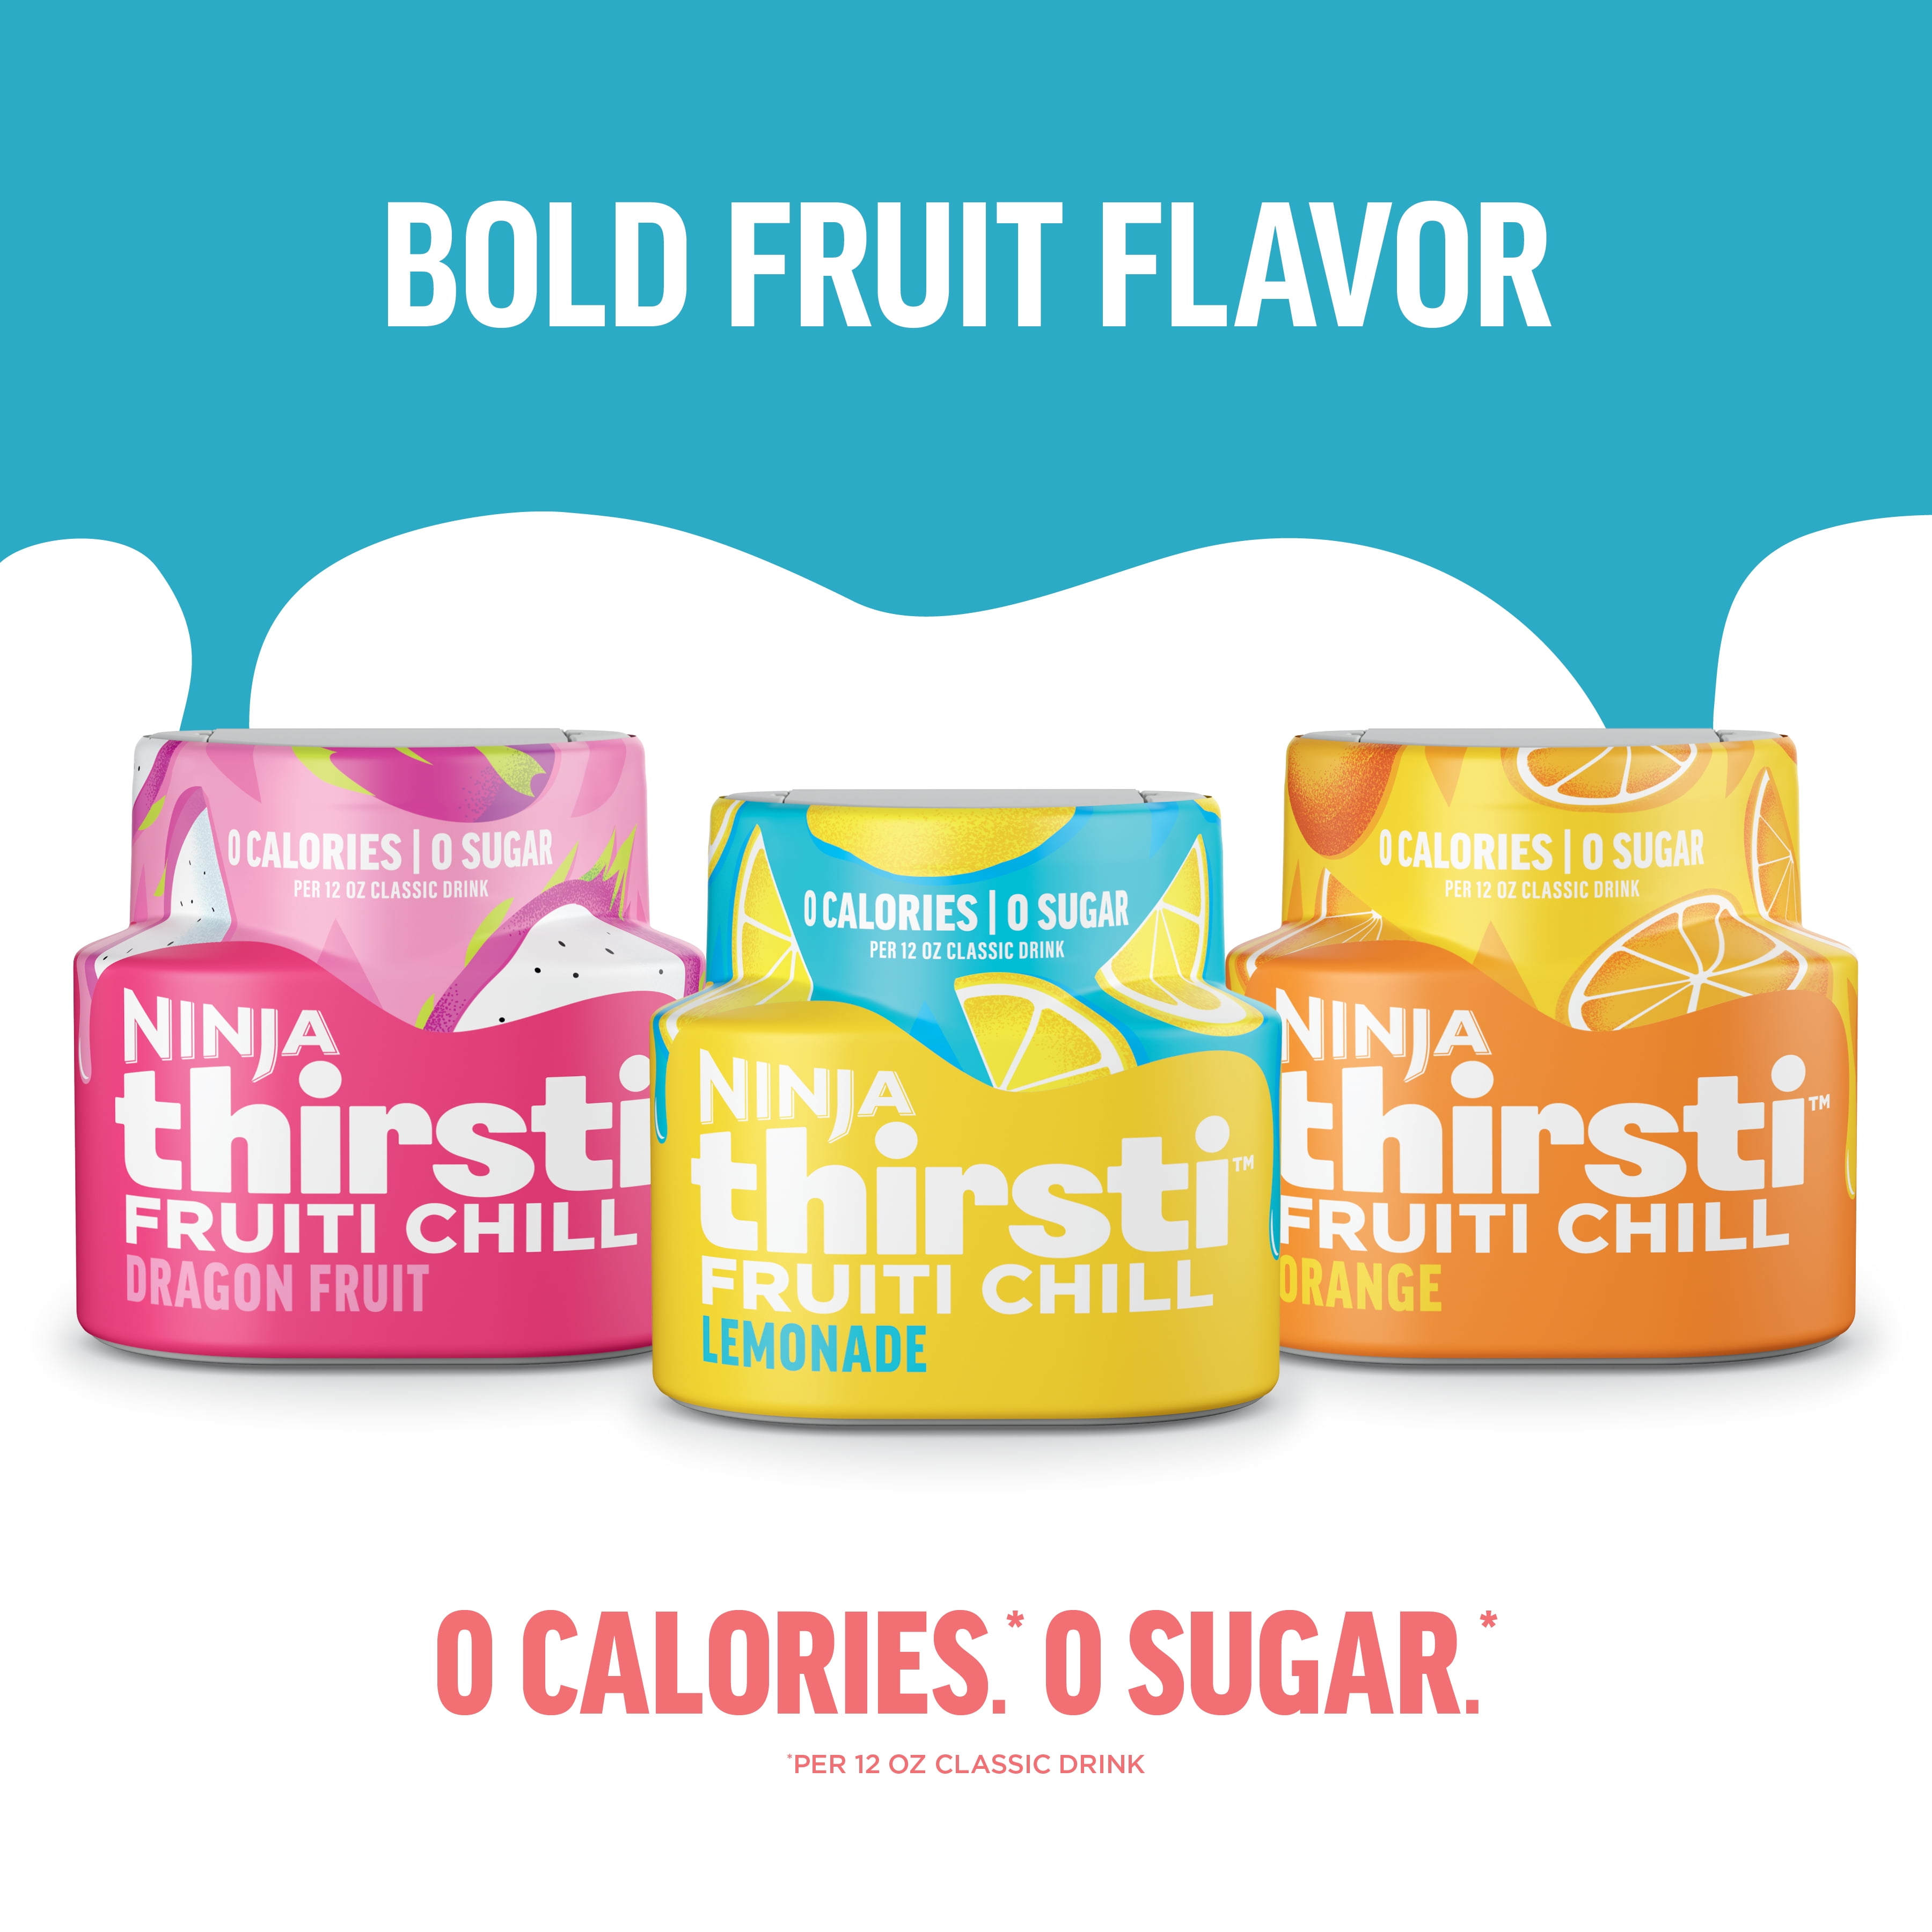 BOLD FRUIT FLAVOR
0 CALORIES | 0 SUGAR
PER 12 OZ CLASSIC DRINK
NINJA
thirsti
FRUITI CHILL
DRAGON FRUIT
0 CALORIES | 0 SUGAR
PER 12 OZ CLASSIC DRINK
NINJA
thirsti™
FRUITI CHILL
LEMONADE
0 CALORIES | 0 SUGAR
PER 12 OZ CLASSIC DRINK
NINJA
thirsti™
FRUITI CHILL
ORANGE
0 CALORIES.* 0 SUGAR.*
*PER 12 OZ CLASSIC DRINK